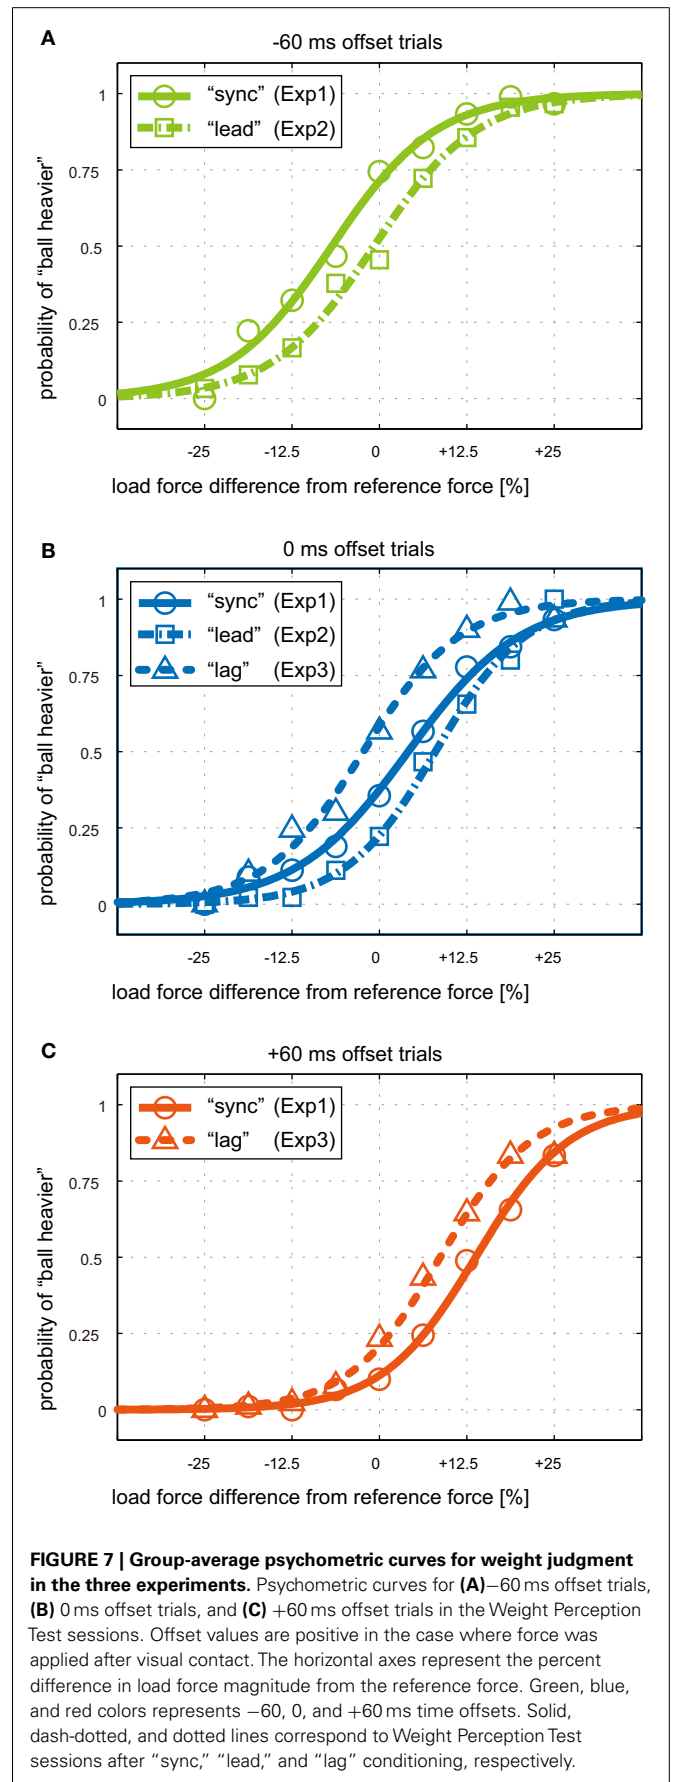 A
-60 ms offset trials
“sync” (Exp1)
“lead” (Exp2)
1
0.75
0.5
0.25
0
probability of “ball heavier”
-25 -12.5 0 +12.5 +25
load force difference from reference force [%]
B
0 ms offset trials
“sync” (Exp1)
“lead” (Exp2)
“lag” (Exp3)
1
0.75
0.5
0.25
0
probability of “ball heavier”
-25 -12.5 0 +12.5 +25
load force difference from reference force [%]
C
+60 ms offset trials
“sync” (Exp1)
“lag” (Exp3)
1
0.75
0.5
0.25
0
probability of “ball heavier”
-25 -12.5 0 +12.5 +25
load force difference from reference force [%]
FIGURE 7 | Group-average psychometric curves for weight judgment
in the three experiments. Psychometric curves for (A)−60 ms offset trials,
(B) 0 ms offset trials, and (C) +60 ms offset trials in the Weight Perception
Test sessions. Offset values are positive in the case where force was
applied after visual contact. The horizontal axes represent the percent
difference in load force magnitude from the reference force. Green, blue,
and red colors represents −60, 0, and +60 ms time offsets. Solid,
dash-dotted, and dotted lines correspond to Weight Perception Test
sessions after “sync,” “lead,” and “lag” conditioning, respectively.